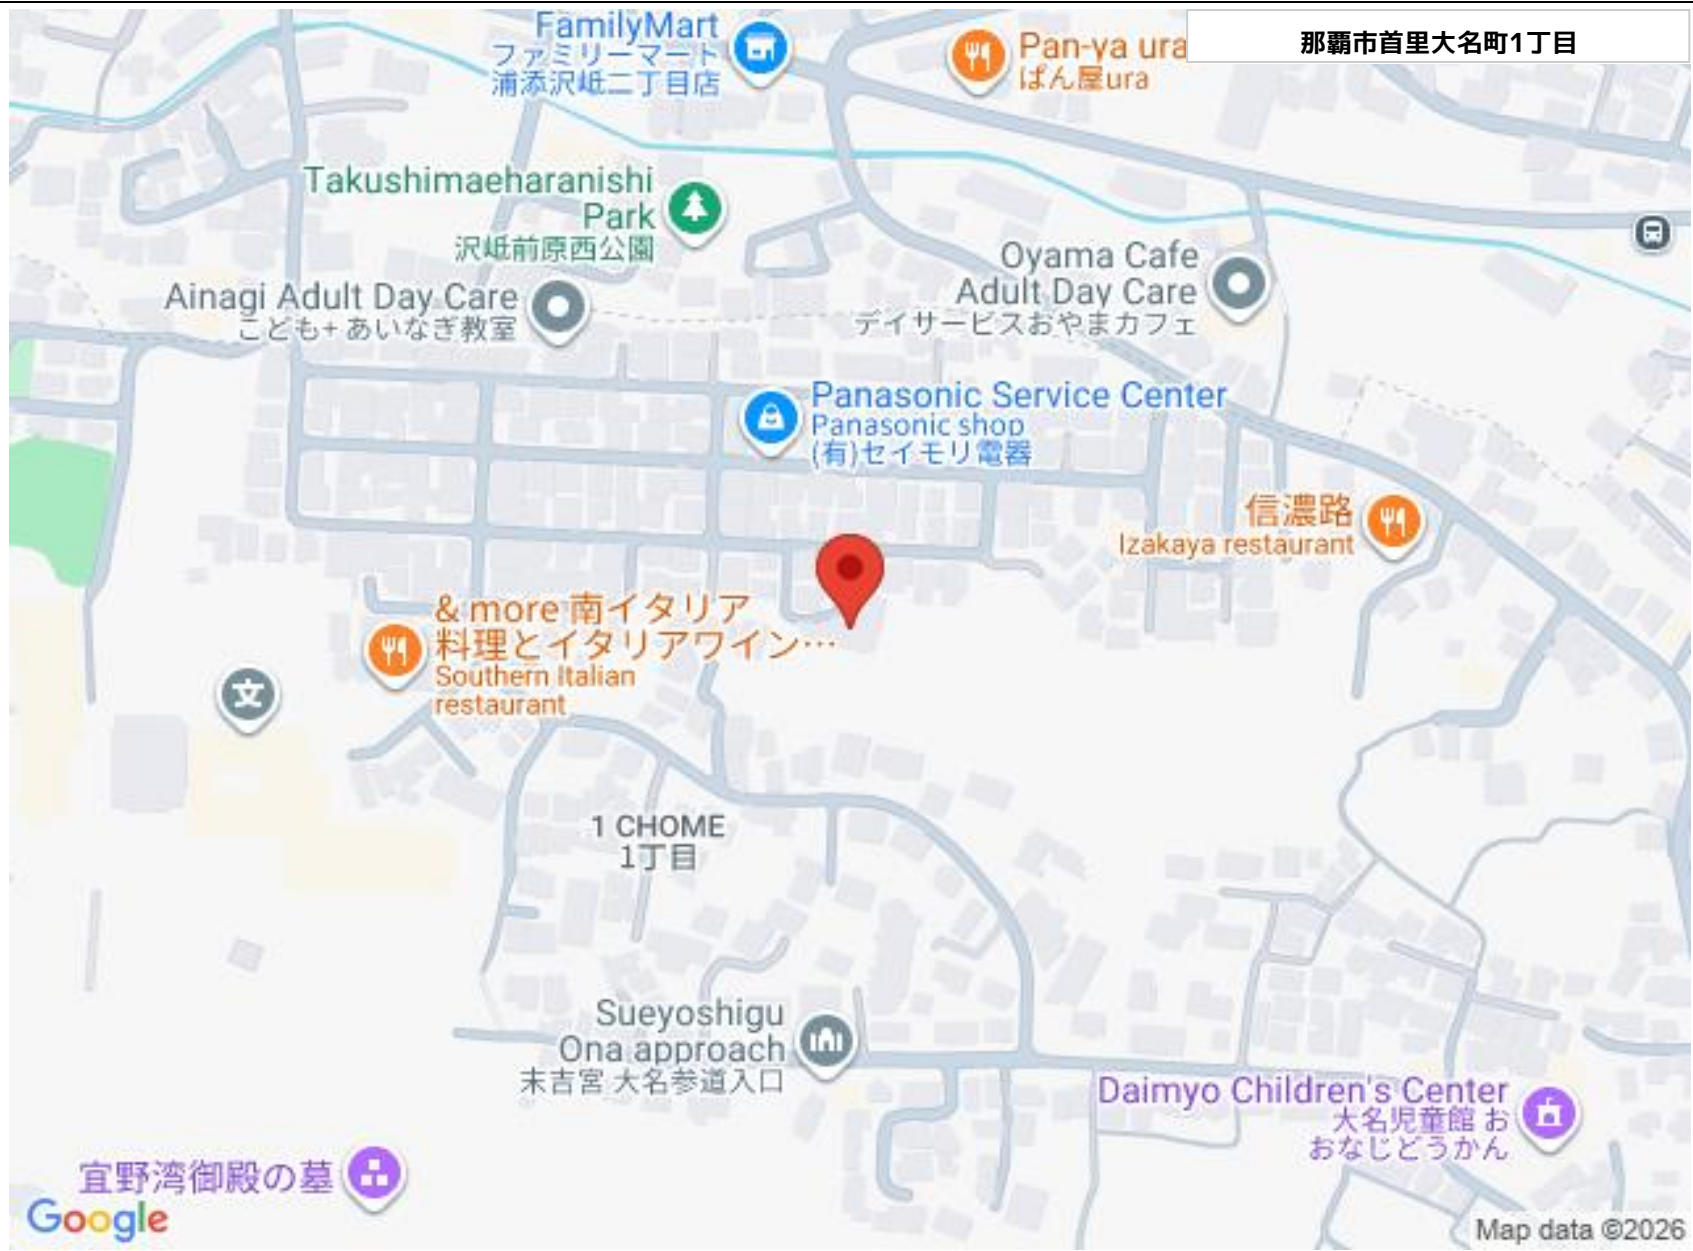 FamilyMart
ファミリーマート
浦添沢岻二丁目店
Pan-ya ura
ぱん屋ura
那覇市首里大名町1丁目
Takushimaeharanishi
Park
沢岻前原西公園
Oyama Cafe
Adult Day Care
デイサービスおやまカフェ
Ainagi Adult Day Care
こども+ あいなぎ教室
Panasonic Service Center
Panasonic shop
(有)セイモリ電器
信濃路
Izakaya restaurant
& more 南イタリア
料理とイタリアワイン…
Southern Italian
restaurant
文
1 CHOME
1丁目
Sueyoshigu
Ona approach
末吉宮 大名参道入口
Daimyo Children's Center
大名児童館 お
おなじどうかん
宜野湾御殿の墓
Google
Map data ©2026